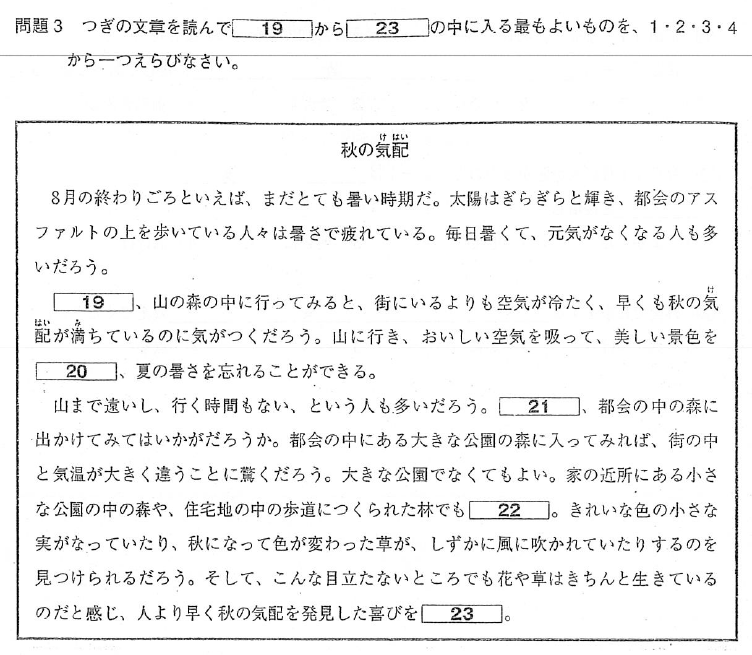 問題3 つぎの文章を読んで 19 から 23 の中に入る最もよいものを、1・2・3・4
から一つえらびなさい。
秋の気配
8月の終わりごろといえば、まだとても暑い時期だ。太陽はぎらぎらと輝き、都会のアス
ファルトの上を歩いている人々は暑さで疲れている。毎日暑くて、元気がなくなる人も多
いだろう。
19 、山の森の中に行ってみると、街にいるよりも空気が冷たく、早くも秋の気
配が満ちているのに気がつくだろう。山に行き、おいしい空気を吸って、美しい景色を
20 、夏の暑さを忘れることができる。
山まで遠いし、行く時間もない、という人も多いだろう。 21 、都会の中の森に
出かけてみてはいかがだろうか。都会の中にある大きな公園の森に入ってみれば、街の中
と気温が大きく違うことに驚くだろう。大きな公園でなくてもよい。家の近所にある小さ
な公園の中の森や、住宅地の中の歩道につくられた林でも 22 。きれいな色の小さな
実がなっていたり、秋になって色が変わった草が、しずかに風に吹かれていたりするのを
見つけられるだろう。そして、こんな目立たないところでも花や草はきちんと生きている
のだと感じ、人より早く秋の気配を発見した喜びを 23 。